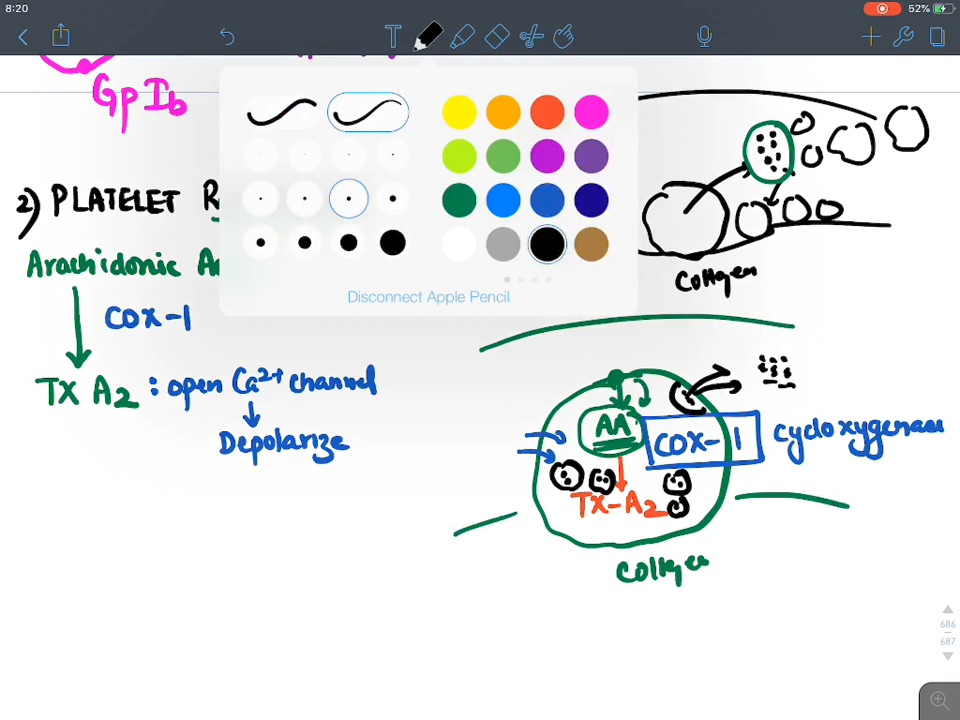 8:20
52%
T
Gp Ib
2) PLATELET R
Arachidonic A
COX-1
TX A2 : open Ca2+ channel
Depolarize
Disconnect Apple Pencil
Collagen
AA
COX-1
cycloxygenase
TX-A2
Collagen
686
687